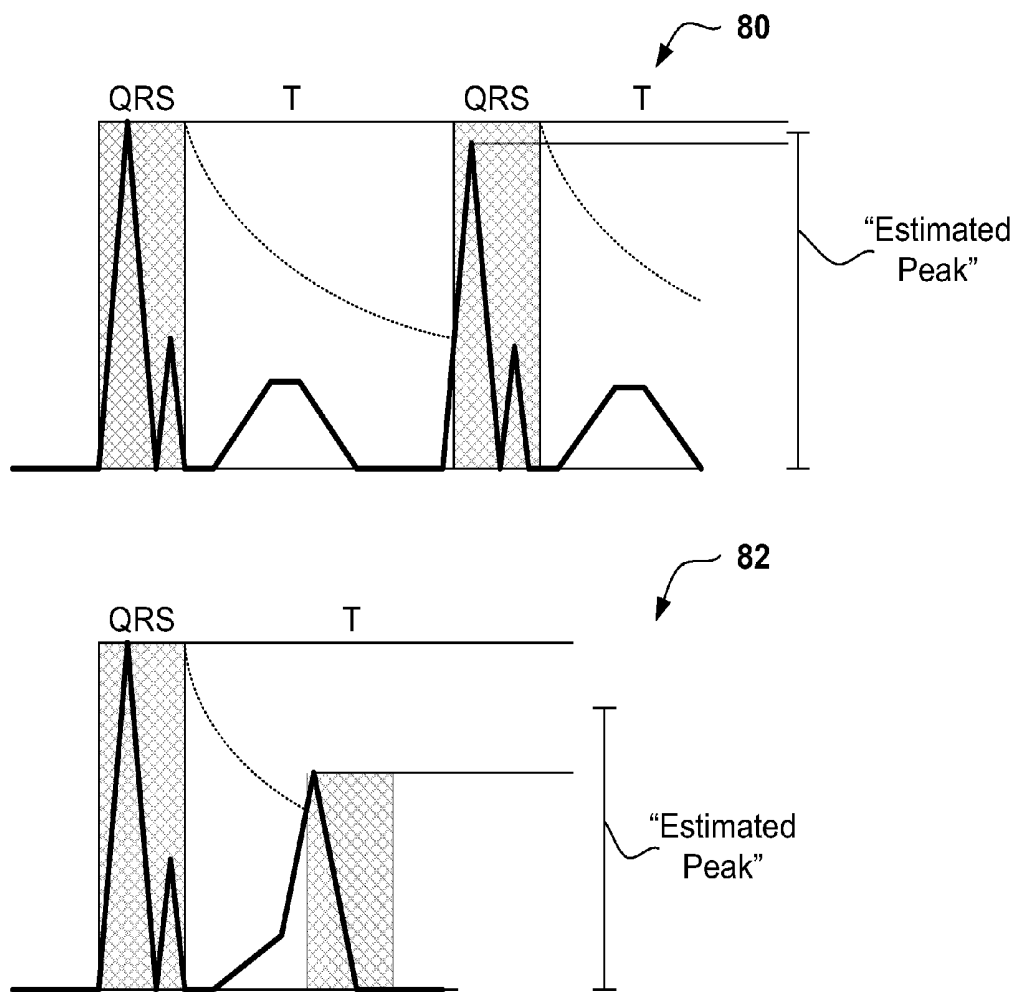 80
QRS T QRS T
“Estimated
Peak”
82
QRS T
“Estimated
Peak”